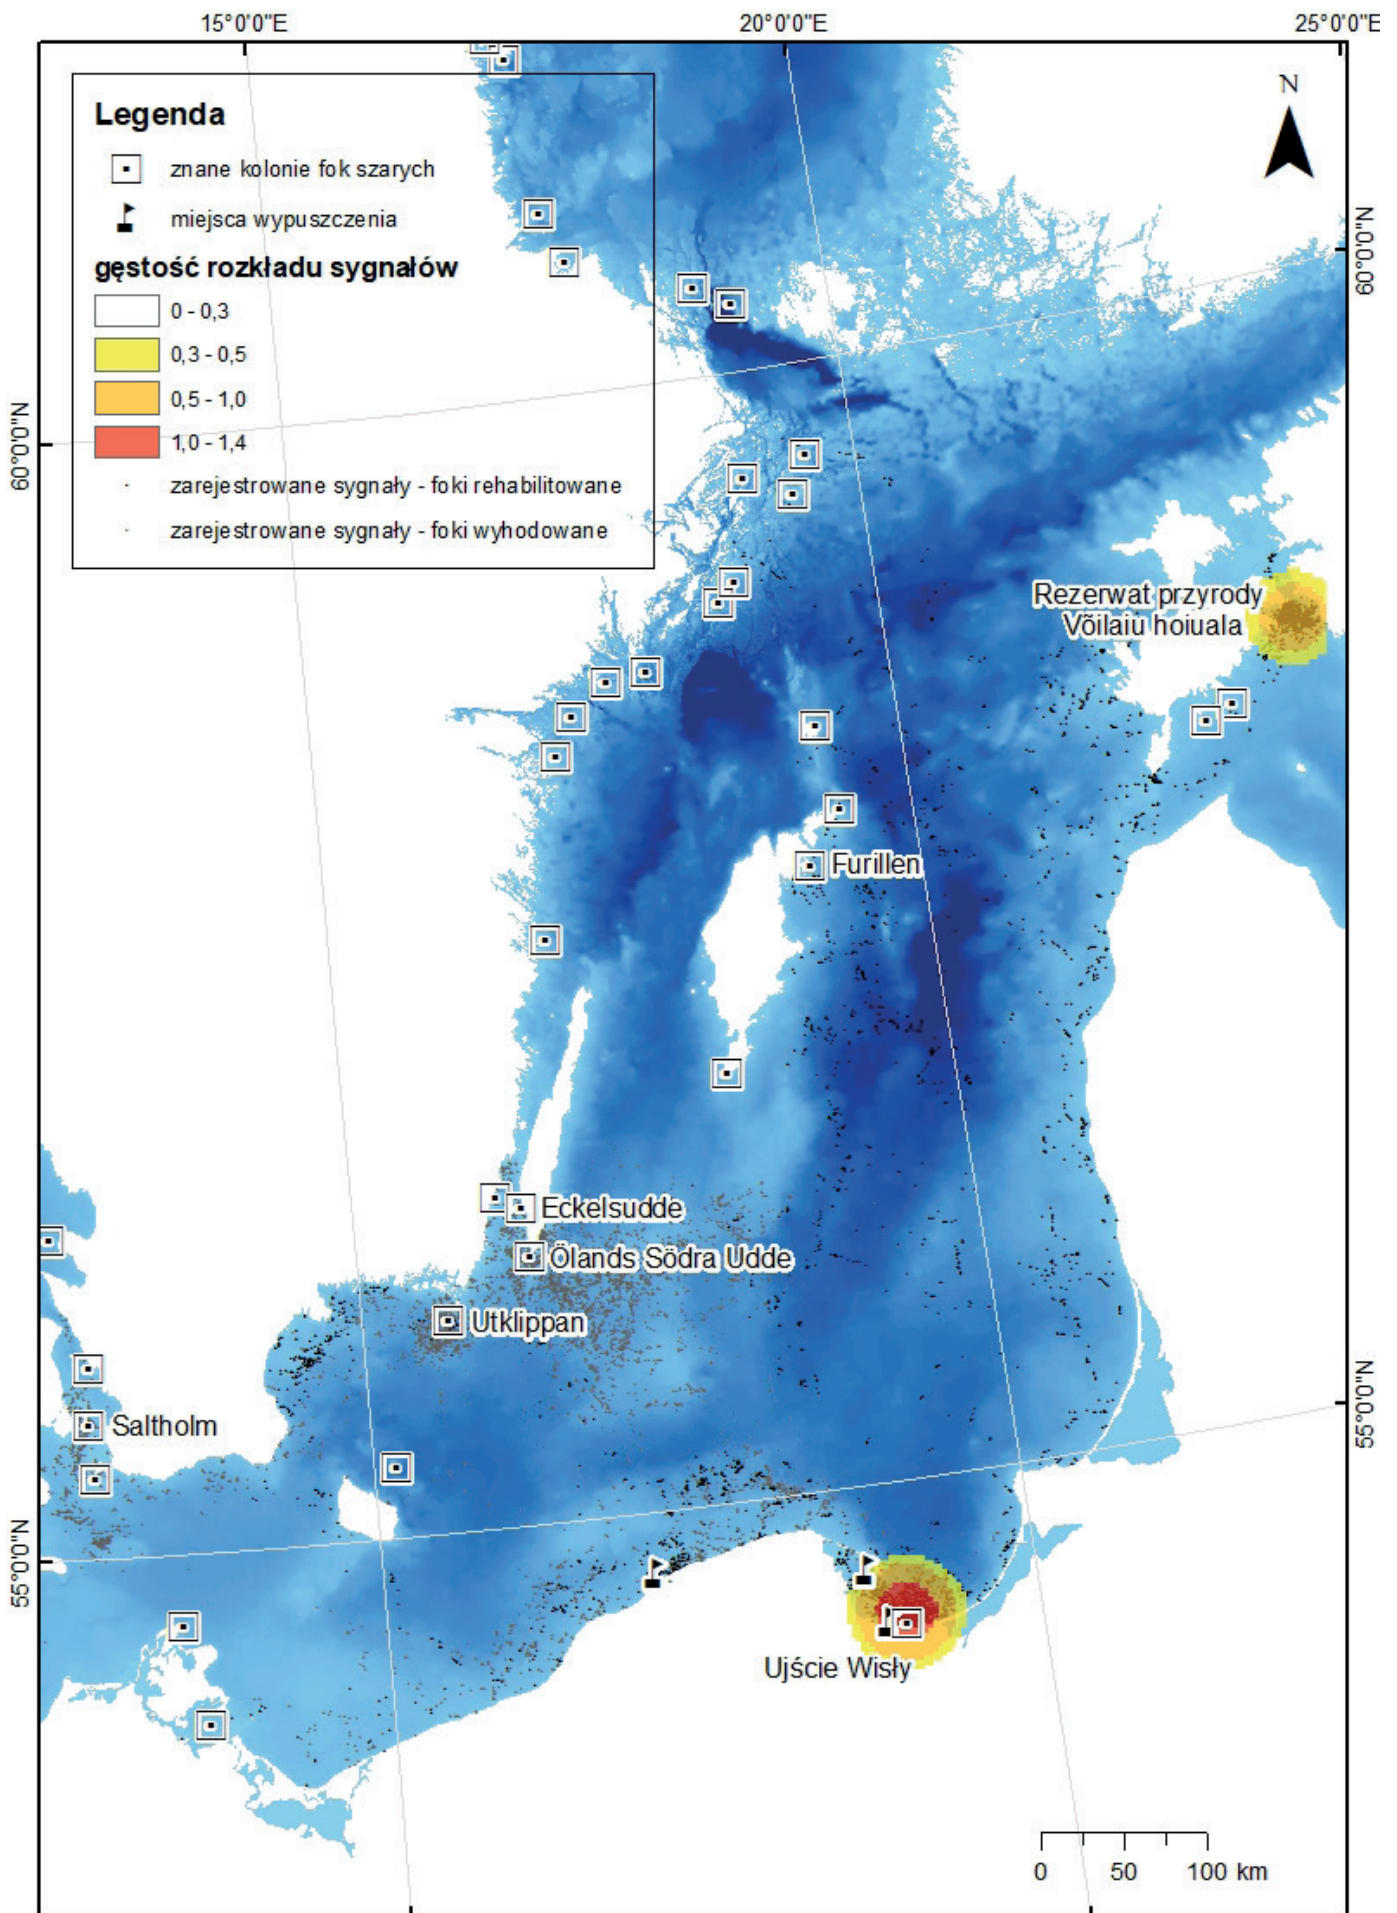 15°0'0"E
20°0'0"E
25°0'0"E
N
Legenda
znane kolonie fok szarych
miejsca wypuszczenia
gęstość rozkładu sygnałów
0 - 0,3
0,3 - 0,5
0,5 - 1,0
1,0 - 1,4
zarejestrowane sygnały - foki rehabilitowane
zarejestrowane sygnały - foki wyhodowane
60°0'0"N
60°0'0"N
Rezerwat przyrody
Võilaiu hoiuala
Furillen
Eckelsudde
Ölands Södra Udde
Utklippan
Saltholm
55°0'0"N
55°0'0"N
Ujście Wisły
0 50 100 km